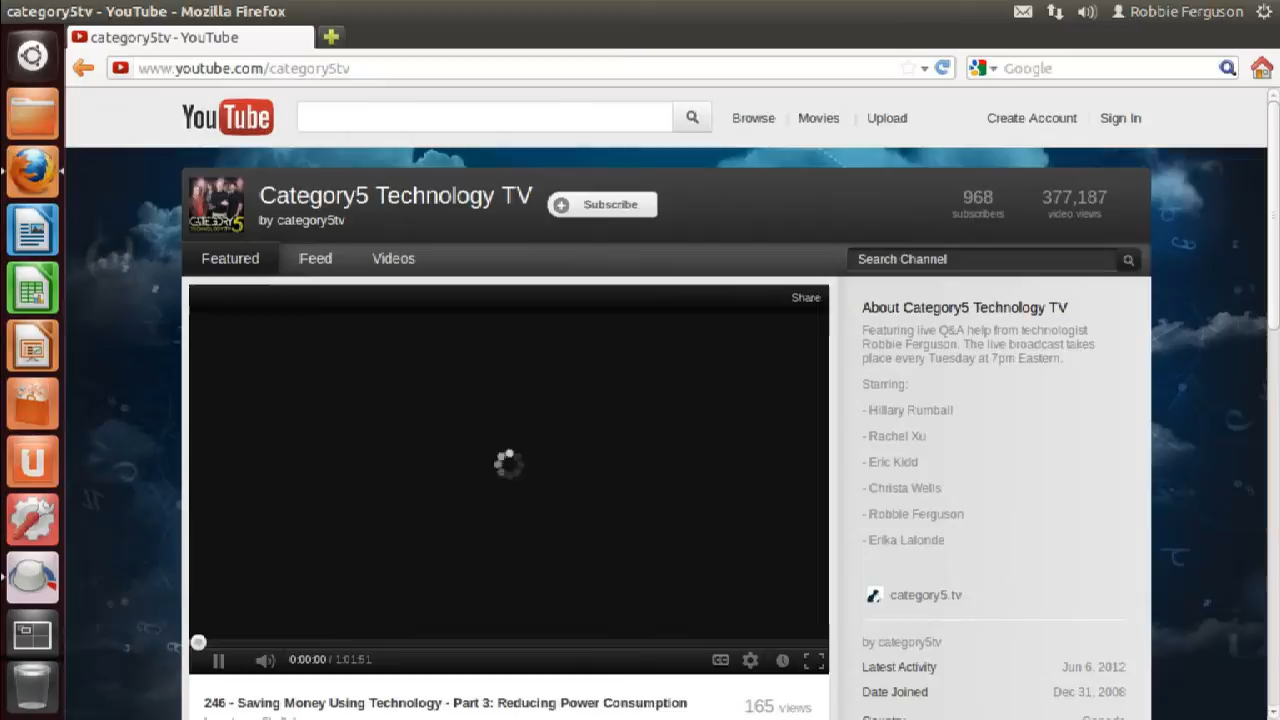 category5tv - YouTube - Mozilla Firefox
Robbie Ferguson
category5tv - YouTube
www.youtube.com/category5tv
Google
YouTube
Browse
Movies
Upload
Create Account
Sign In
CATEGORY5
Category5 Technology TV
by category5tv
Subscribe
968
subscribers
377,187
video views
Featured
Feed
Videos
Search Channel
Share
0:00:00 / 1:01:51
CC
246 - Saving Money Using Technology - Part 3: Reducing Power Consumption
165 views
About Category5 Technology TV
Featuring live Q&A help from technologist
Robbie Ferguson. The live broadcast takes
place every Tuesday at 7pm Eastern.
Starring:
- Hillary Rumball
- Rachel Xu
- Eric Kidd
- Christa Wells
- Robbie Ferguson
- Erika Lalonde
category5.tv
by category5tv
Latest Activity Jun 6, 2012
Date Joined Dec 31, 2008